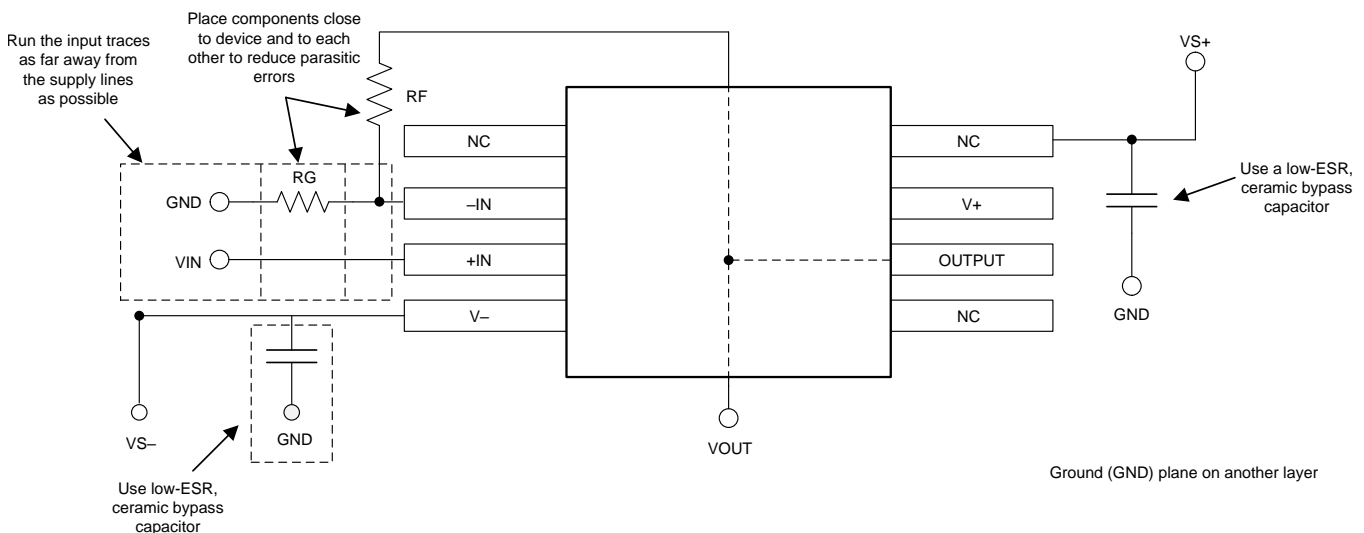 Place components close
to device and to each
other to reduce parasitic
errors
Run the input traces
as far away from
the supply lines
as possible
VS+
RF
NC
NC
Use a low-ESR,
ceramic bypass
capacitor
RG
GND
–IN
V+
VIN
+IN
OUTPUT
V–
NC
GND
VS–
GND
VOUT
Ground (GND) plane on another layer
Use low-ESR,
ceramic bypass
capacitor